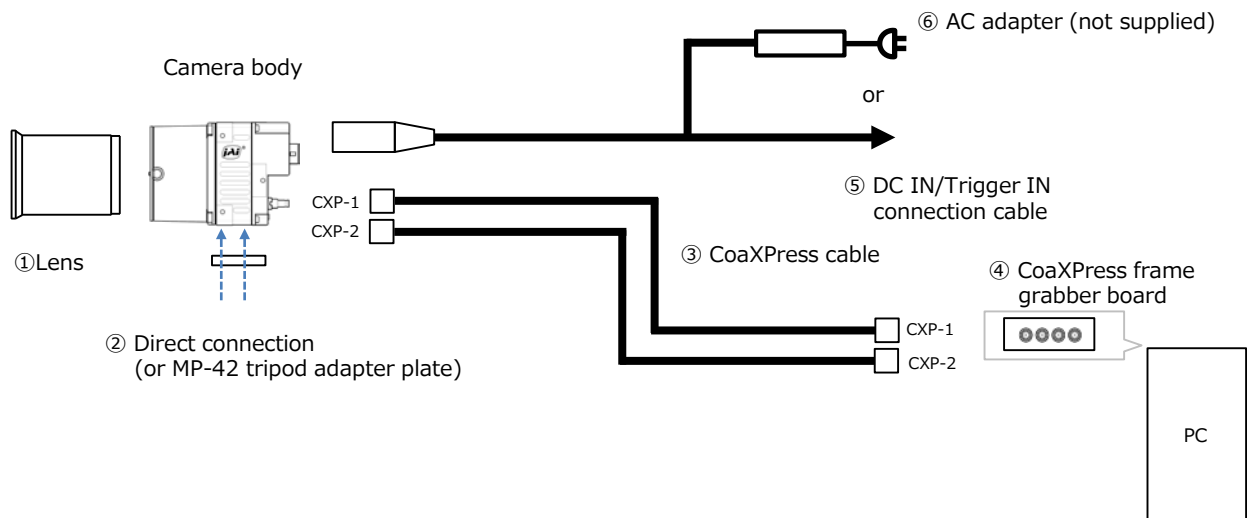 ⑥ AC adapter (not supplied)
Camera body
or
jAi
⑤ DC IN/Trigger IN
connection cable
CXP-1
CXP-2
①Lens
③ CoaXPress cable
④ CoaXPress frame
grabber board
② Direct connection
(or MP-42 tripod adapter plate)
CXP-1
CXP-2
PC